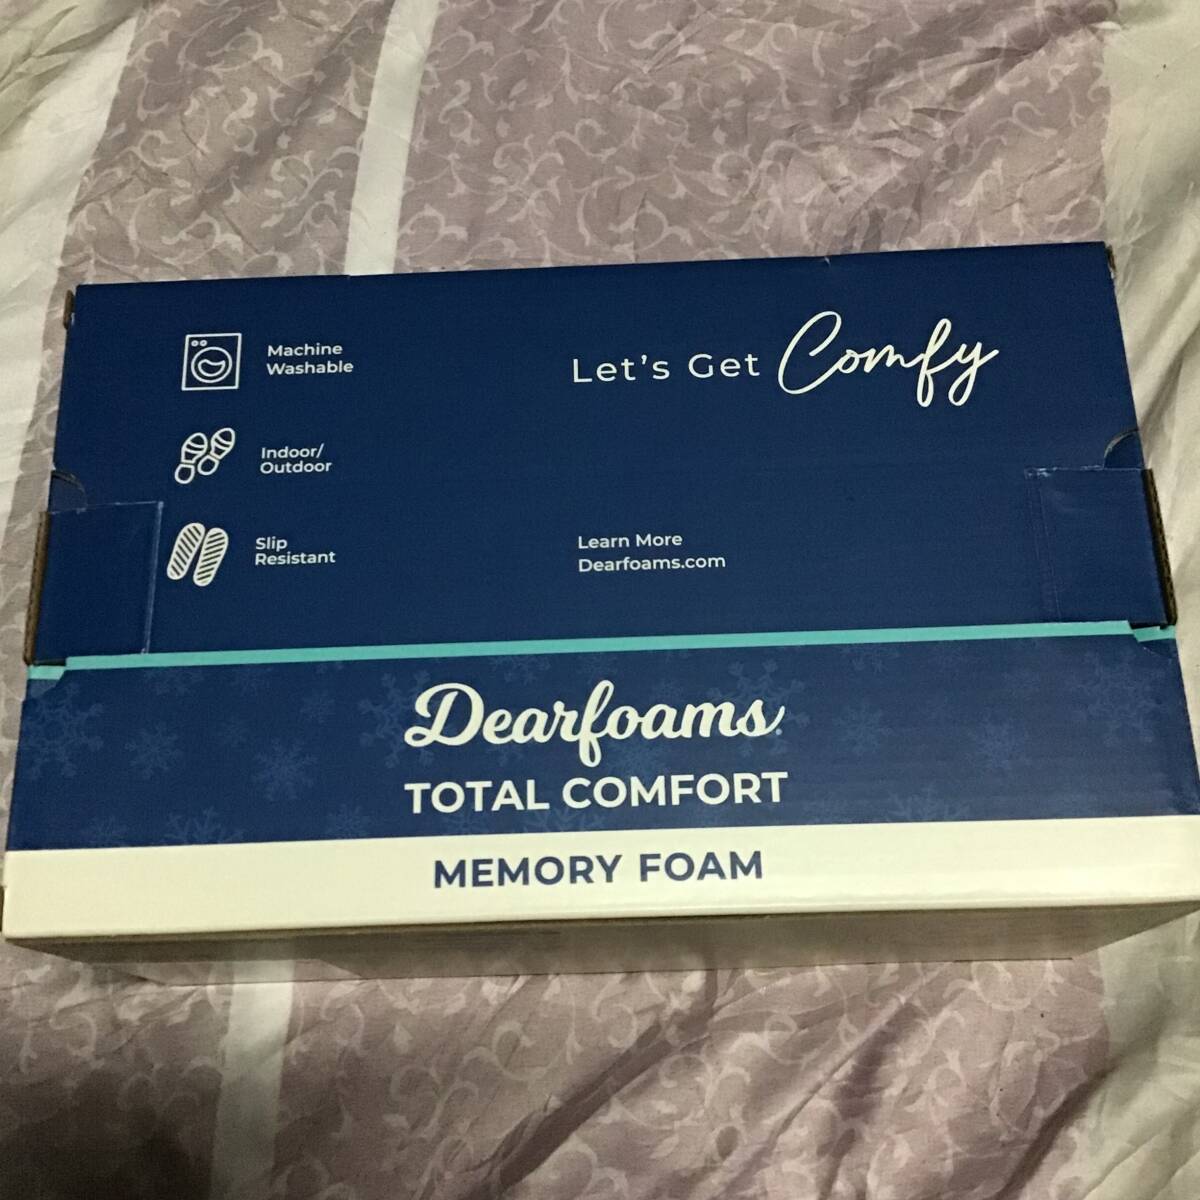 Machine
Washable
Let's Get Comfy
Indoor/
Outdoor
Slip
Resistant
Learn More
Dearfoams.com
Dearfoams
TOTAL COMFORT
MEMORY FOAM